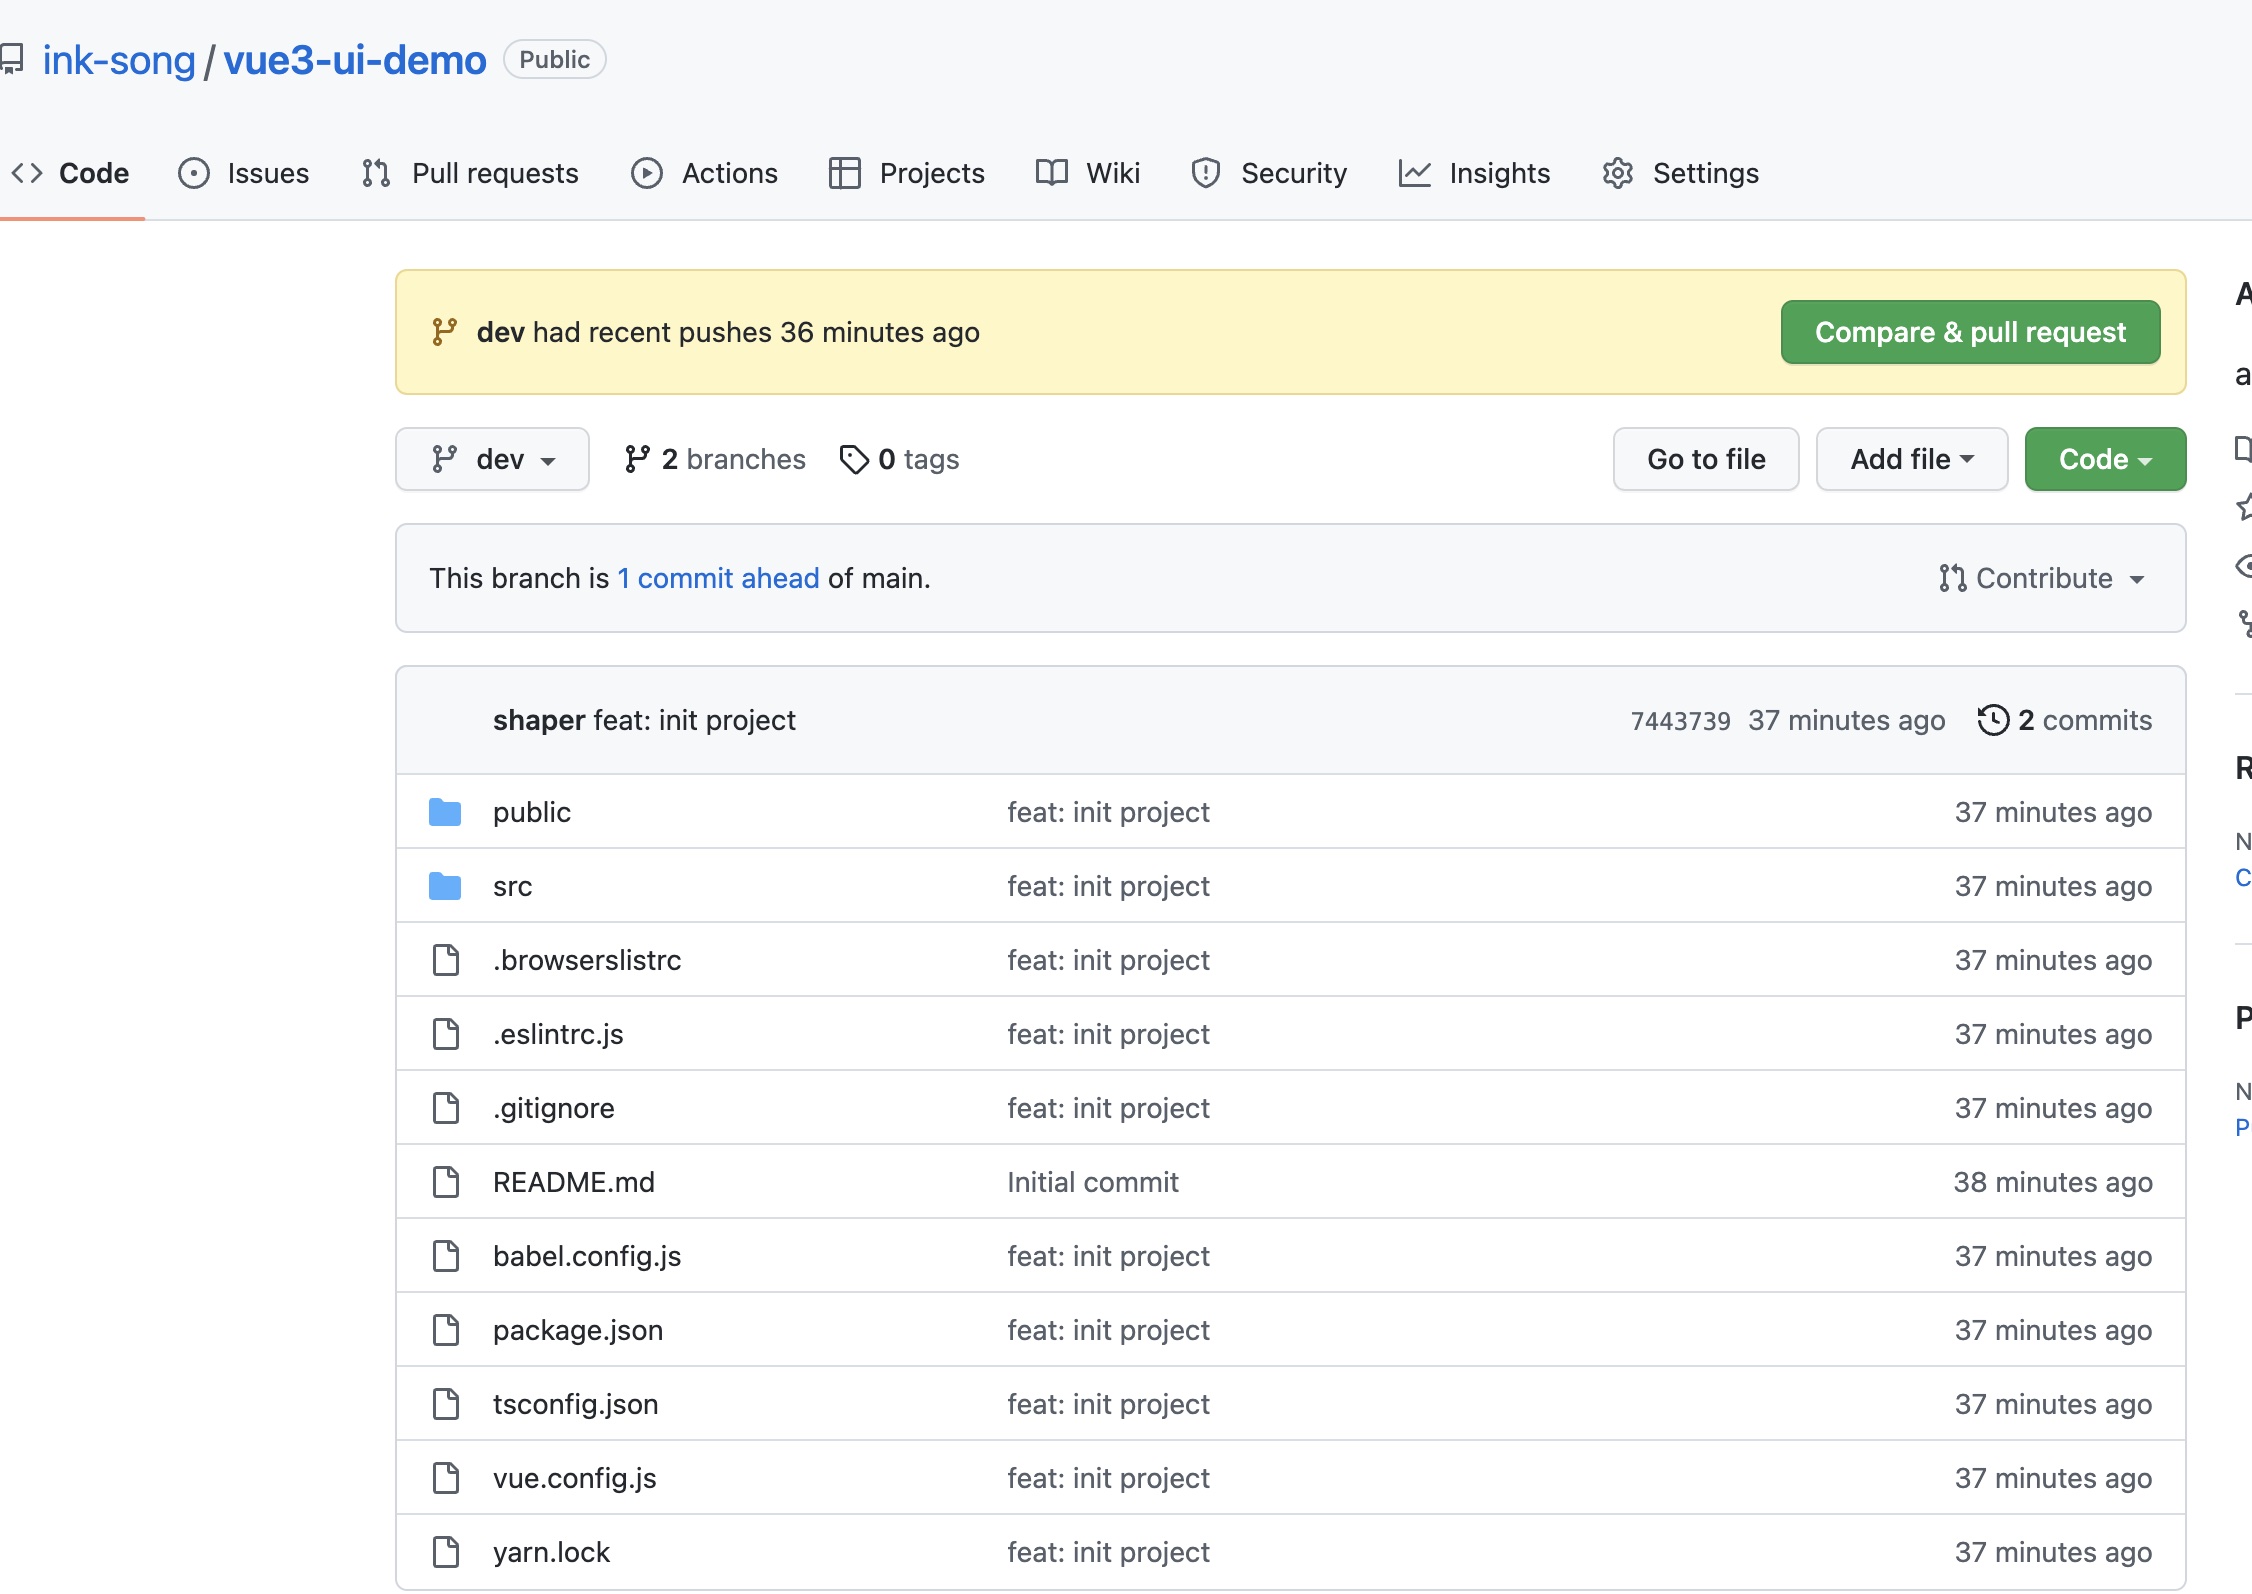 ink-song / vue3-ui-demo Public
Code Issues Pull requests Actions Projects Wiki Security Insights Settings
dev had recent pushes 36 minutes ago Compare & pull request
dev 2 branches 0 tags Go to file Add file Code
This branch is 1 commit ahead of main. Contribute
shaper feat: init project 7443739 37 minutes ago 2 commits
public feat: init project 37 minutes ago
src feat: init project 37 minutes ago
.browserslistrc feat: init project 37 minutes ago
.eslintrc.js feat: init project 37 minutes ago
.gitignore feat: init project 37 minutes ago
README.md Initial commit 38 minutes ago
babel.config.js feat: init project 37 minutes ago
package.json feat: init project 37 minutes ago
tsconfig.json feat: init project 37 minutes ago
vue.config.js feat: init project 37 minutes ago
yarn.lock feat: init project 37 minutes ago